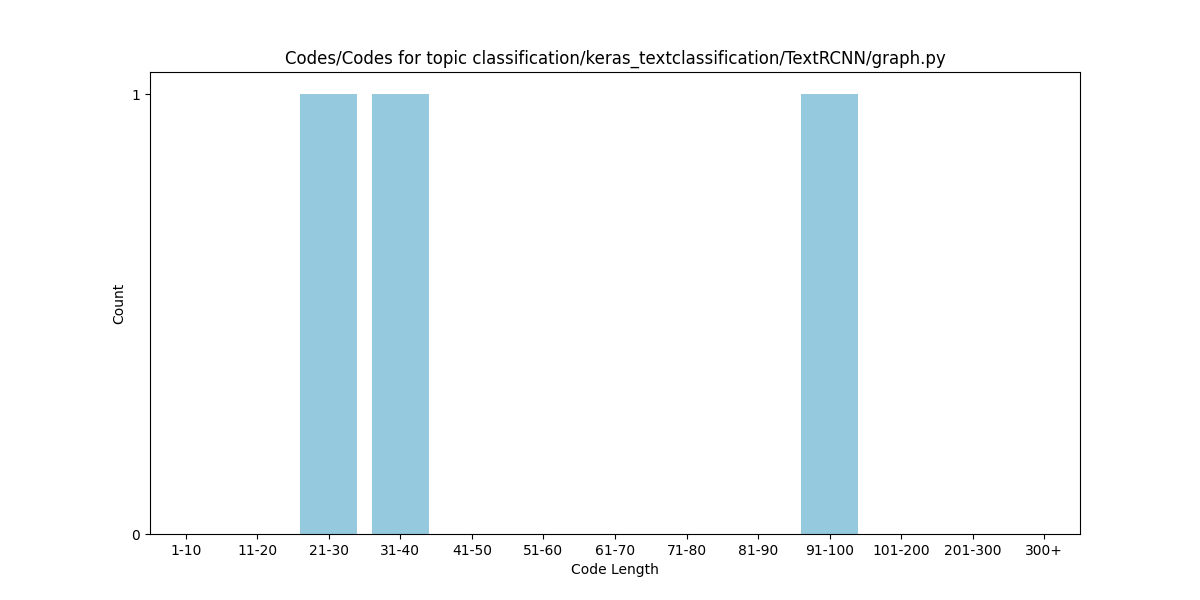 Codes/Codes for topic classification/keras_textclassification/TextRCNN/graph.py
1
Count
0
1-10 11-20 21-30 31-40 41-50 51-60 61-70 71-80 81-90 91-100 101-200 201-300 300+
Code Length